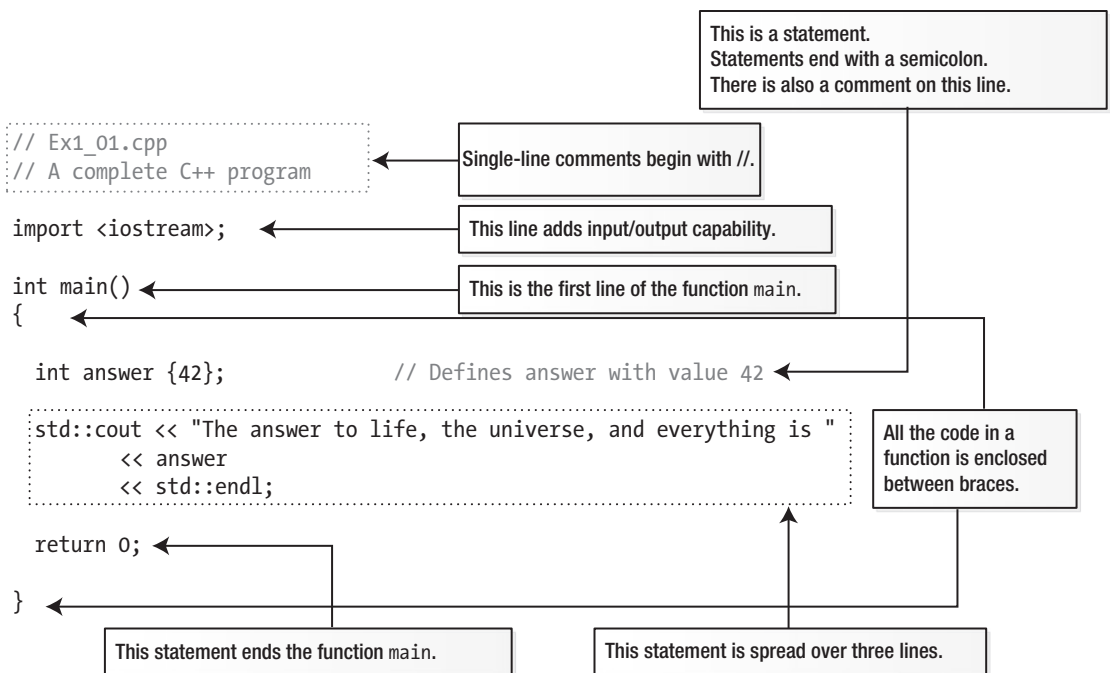 This is a statement.
Statements end with a semicolon.
There is also a comment on this line.
// Ex1_01.cpp
// A complete C++ program
Single-line comments begin with //.
import <iostream>;
This line adds input/output capability.
int main()
This is the first line of the function main.
{
int answer {42};	// Defines answer with value 42
std::cout << "The answer to life, the universe, and everything is "
<< answer
<< std::endl;
All the code in a
function is enclosed
between braces.
return 0;
}
This statement ends the function main.
This statement is spread over three lines.